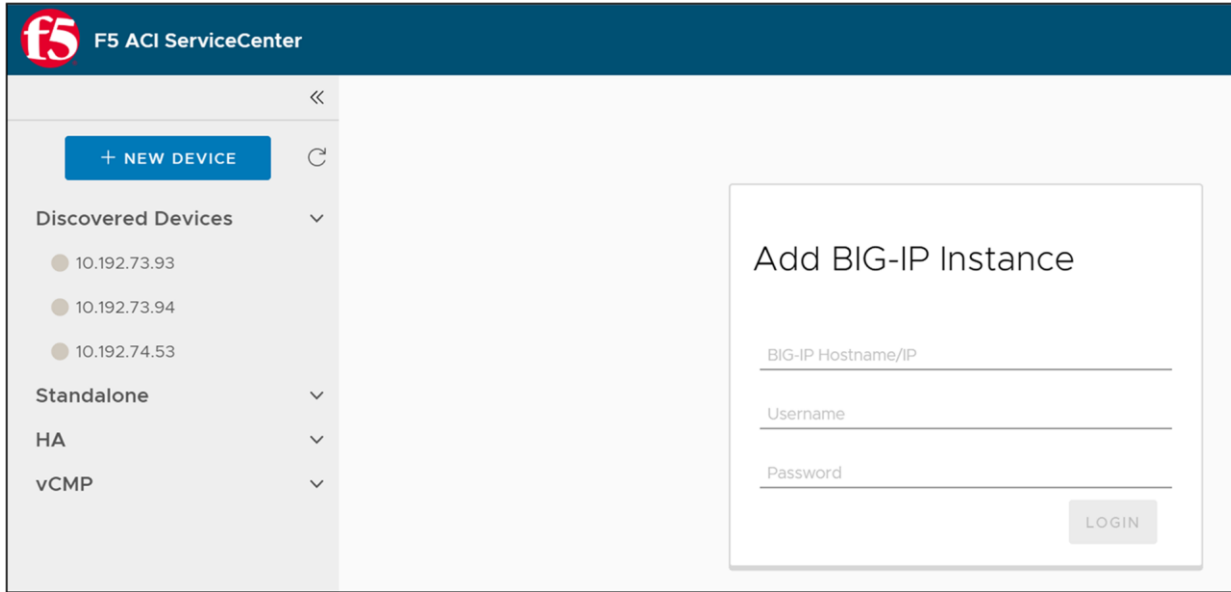 f5 F5 ACI ServiceCenter
+ NEW DEVICE
Discovered Devices
10.192.73.93
10.192.73.94
10.192.74.53
Standalone
HA
vCMP
Add BIG-IP Instance
BIG-IP Hostname/IP
Username
Password
LOGIN